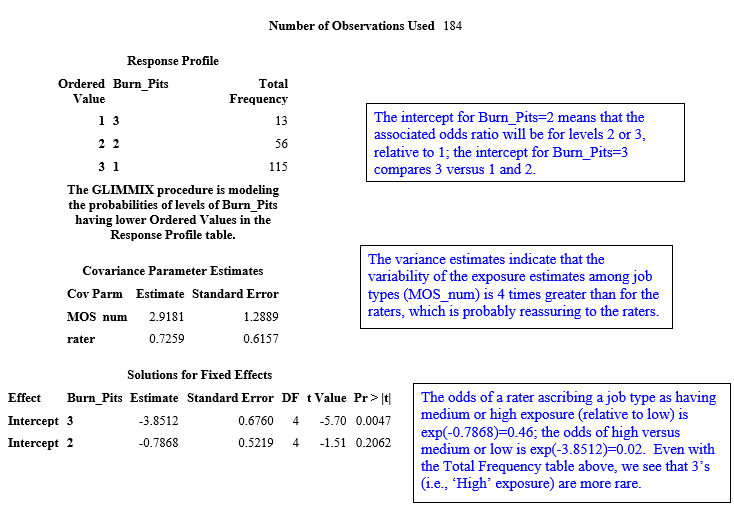 Number of Observations Used 184
Response Profile
Ordered Value Burn_Pits Total Frequency
1 3 13
2 2 56
3 1 115
The GLIMMIX procedure is modeling
the probabilities of levels of Burn_Pits
having lower Ordered Values in the
Response Profile table.
The intercept for Burn_Pits=2 means that the
associated odds ratio will be for levels 2 or 3,
relative to 1; the intercept for Burn_Pits=3
compares 3 versus 1 and 2.
Covariance Parameter Estimates
Cov Parm Estimate Standard Error
MOS_num 2.9181 1.2889
rater 0.7259 0.6157
The variance estimates indicate that the
variability of the exposure estimates among job
types (MOS_num) is 4 times greater than for the
raters, which is probably reassuring to the raters.
Solutions for Fixed Effects
Effect Burn_Pits Estimate Standard Error DF t Value Pr > |t|
Intercept 3 -3.8512 0.6760 4 -5.70 0.0047
Intercept 2 -0.7868 0.5219 4 -1.51 0.2062
The odds of a rater ascribing a job type as having
medium or high exposure (relative to low) is
exp(-0.7868)=0.46; the odds of high versus
medium or low is exp(-3.8512)=0.02. Even with
the Total Frequency table above, we see that 3's
(i.e., 'High' exposure) are more rare.